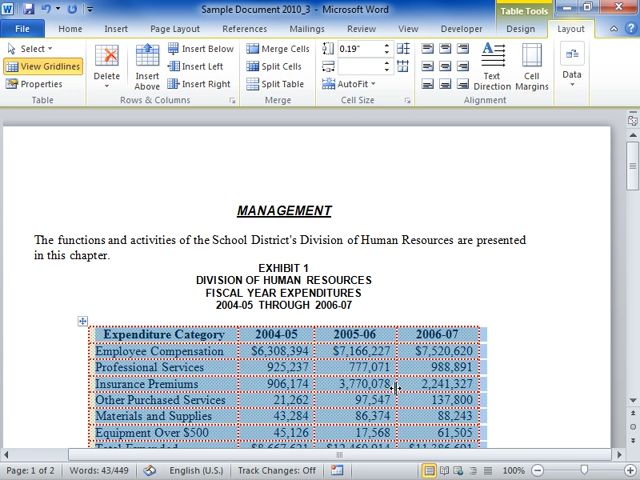 Sample Document 2010_3 - Microsoft Word
Table Tools
File Home Insert Page Layout References Mailings Review View Developer Design Layout
Select
View Gridlines
Properties
Table
Delete
Insert Above
Insert Below
Insert Left
Insert Right
Rows & Columns
Merge Cells
Split Cells
Split Table
Merge
0.19"
AutoFit
Cell Size
Text Direction
Cell Margins
Alignment
Data
MANAGEMENT
The functions and activities of the School District's Division of Human Resources are presented
in this chapter.
EXHIBIT 1
DIVISION OF HUMAN RESOURCES
FISCAL YEAR EXPENDITURES
2004-05 THROUGH 2006-07
Expenditure Category 2004-05 2005-06 2006-07
Employee Compensation $6,308,394 $7,166,227 $7,520,620
Professional Services 925,237 777,071 988,891
Insurance Premiums 906,174 3,770,078 2,241,327
Other Purchased Services 21,262 97,547 137,800
Materials and Supplies 43,284 86,374 88,243
Equipment Over $500 45,126 17,568 61,505
Page: 1 of 2 Words: 43/449 English (U.S.) Track Changes: Off 100%